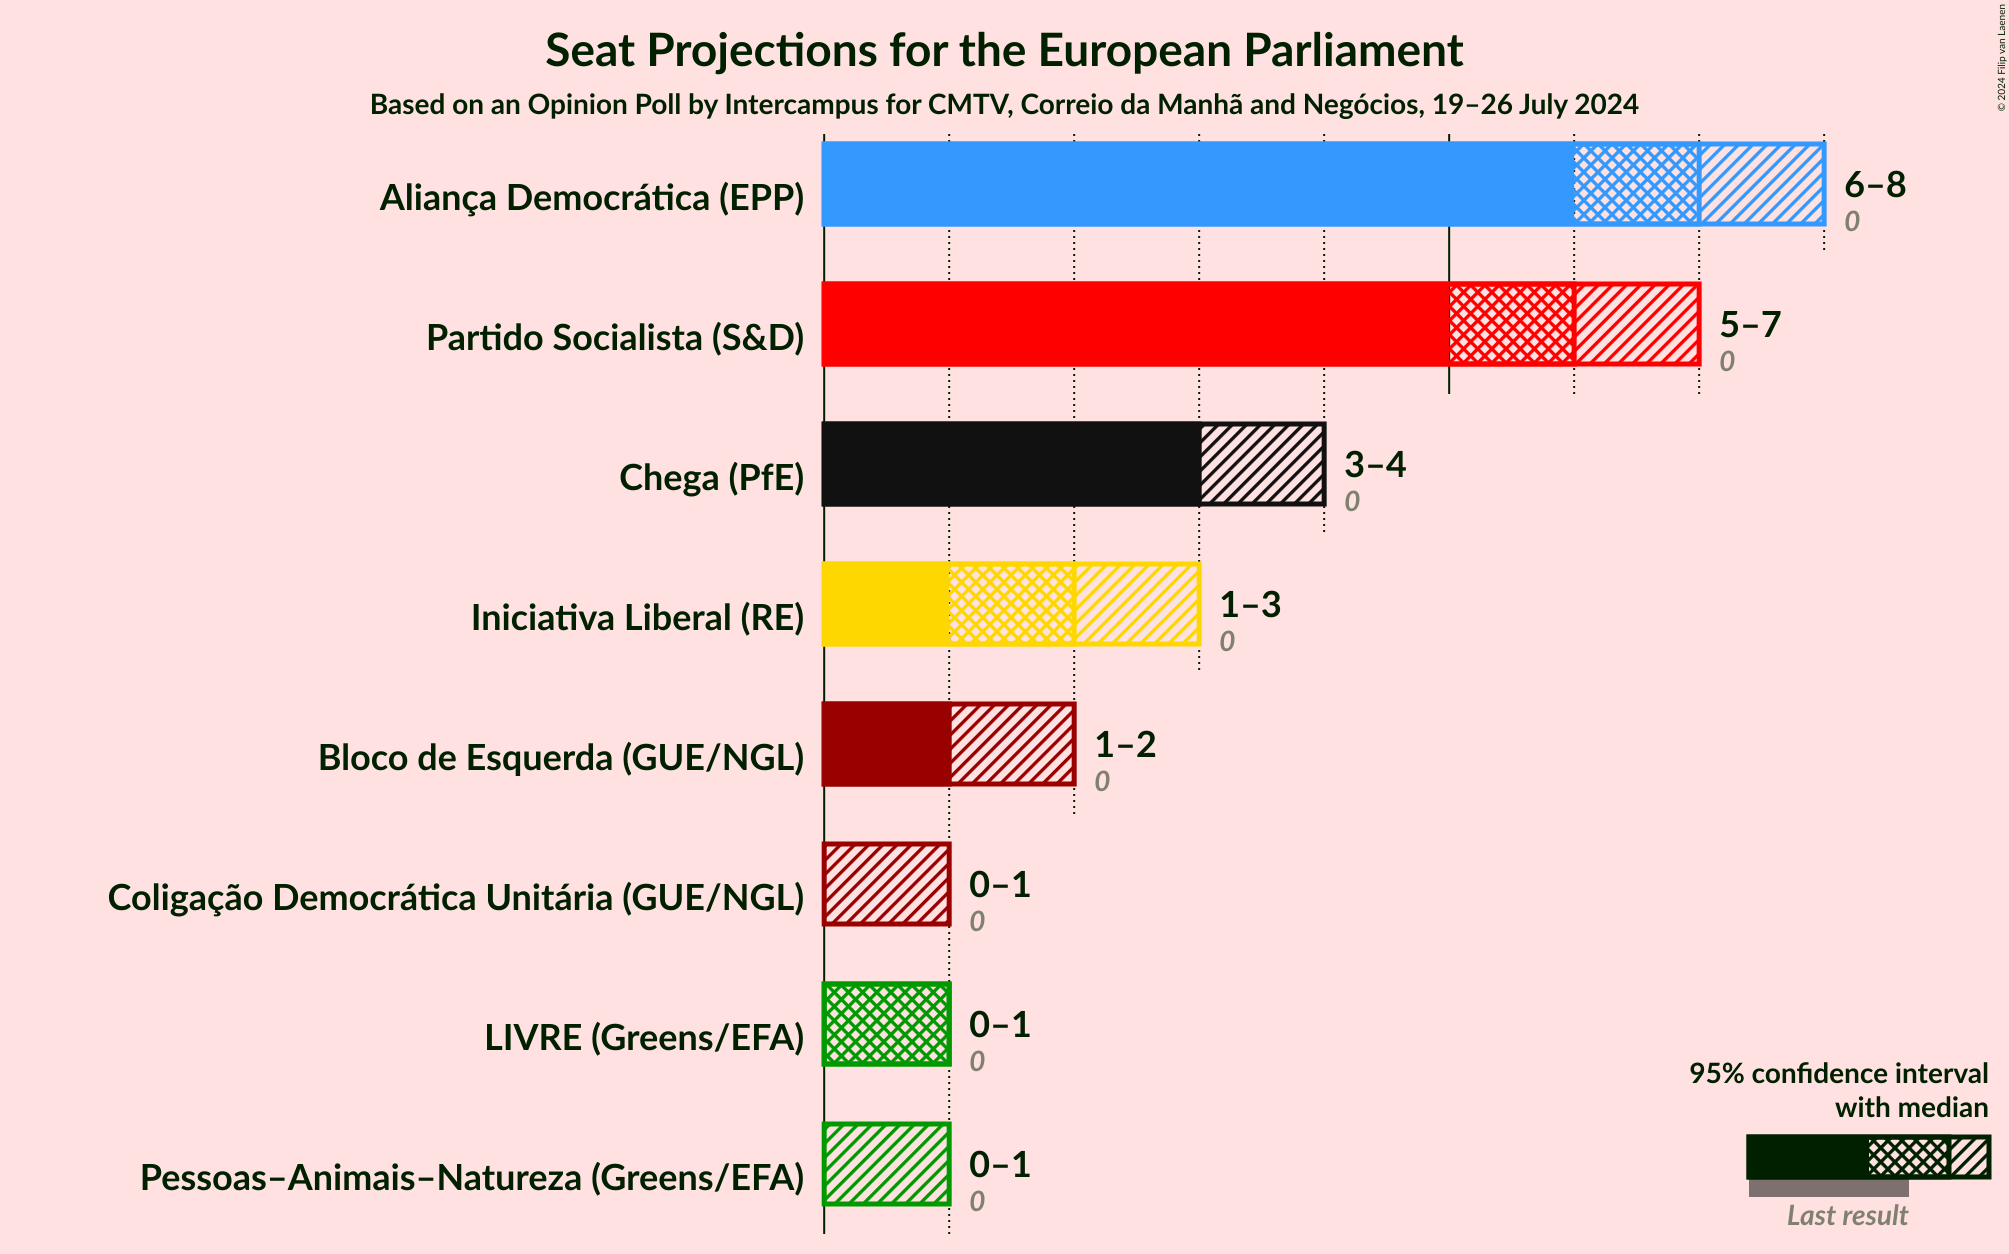 Seat Projections for the European Parliament
Based on an Opinion Poll by Intercampus for CMTV, Correio da Manhã and Negócios, 19–26 July 2024
© 2024 Filip van Laenen
Aliança Democrática (EPP)
6–8
0
Partido Socialista (S&D)
5–7
0
Chega (PfE)
3–4
0
Iniciativa Liberal (RE)
1–3
0
Bloco de Esquerda (GUE/NGL)
1–2
0
Coligação Democrática Unitária (GUE/NGL)
0–1
0
LIVRE (Greens/EFA)
0–1
0
Pessoas–Animais–Natureza (Greens/EFA)
0–1
0
95% confidence interval
with median
Last result